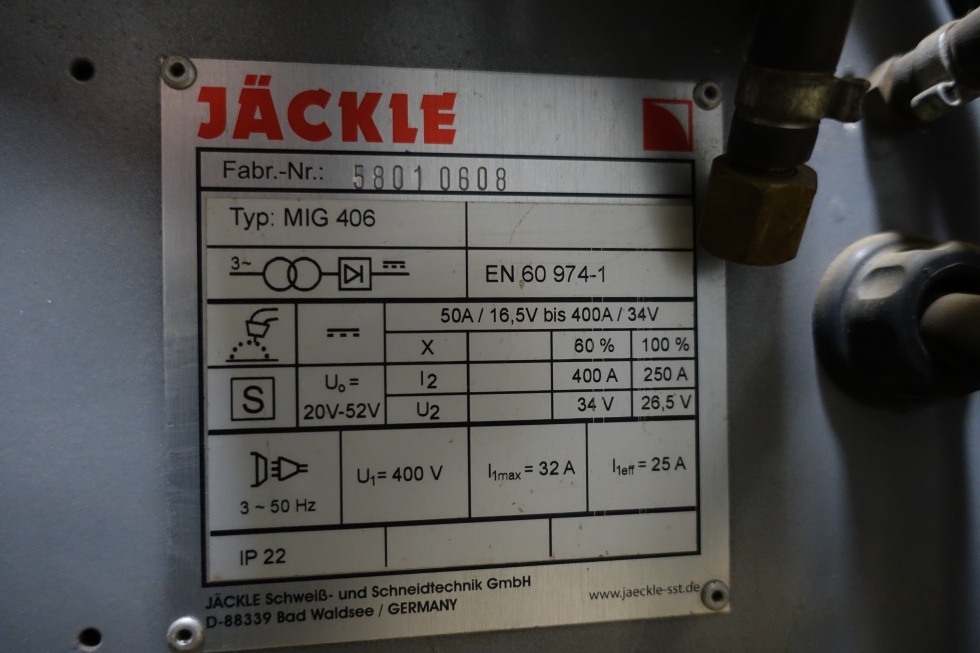 JÄCKLE
Fabr.-Nr.: 5801 0608
Typ: MIG 406
3~
EN 60 974-1
50A / 16,5V bis 400A / 34V
X 60 % 100 %
S U₀ = 20V-52V
I2 400 A 250 A
U2 34 V 26,5 V
3 ~ 50 Hz
U₁= 400 V
I1max = 32 A
I1eff = 25 A
IP 22
JÄCKLE Schweiß- und Schneidtechnik GmbH
D-88339 Bad Waldsee / GERMANY
www.jaeckle-sst.de